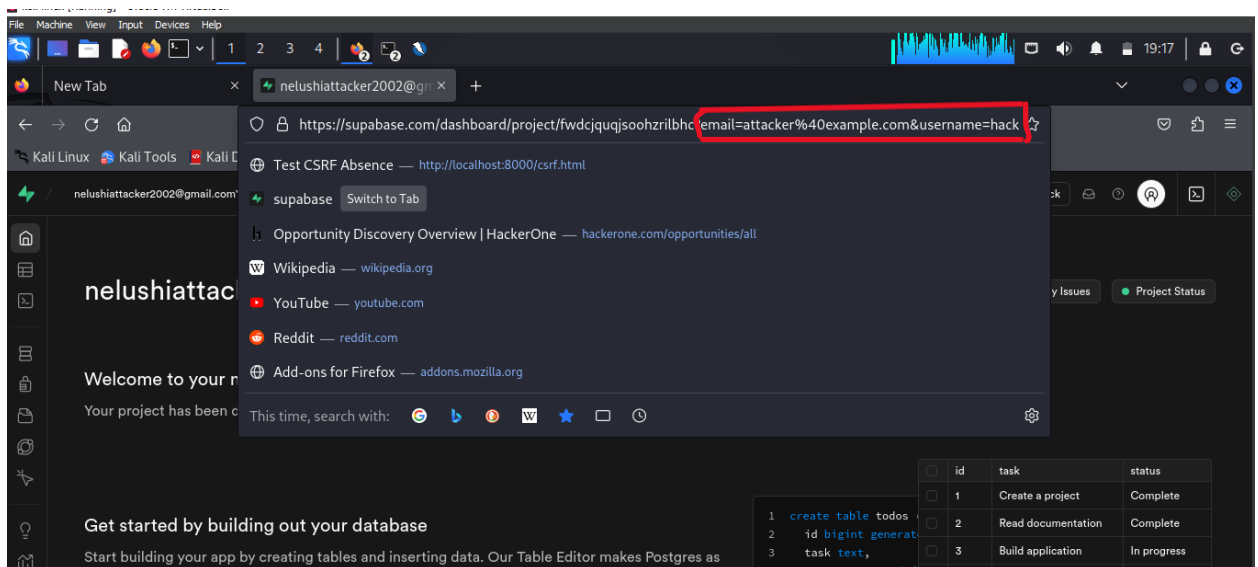 File Machine View Input Devices Help
1 2 3 4 19:17
New Tab nelushiattacker2002@gm
https://supabase.com/dashboard/project/fwdcjquqjsoohzrilbhd?email=attacker%40example.com&username=hack
Kali Linux Kali Tools Kali D
Test CSRF Absence — http://localhost:8000/csrf.html
nelushiattacker2002@gmail.com'
supabase Switch to Tab
Opportunity Discovery Overview | HackerOne — hackerone.com/opportunities/all
Wikipedia — wikipedia.org
nelushiattac
YouTube — youtube.com
y Issues Project Status
Reddit — reddit.com
Welcome to your n
Add-ons for Firefox — addons.mozilla.org
Your project has been
This time, search with:
id task status
1 Create a project Complete
2 Read documentation Complete
3 Build application In progress
Get started by building out your database
Start building your app by creating tables and inserting data. Our Table Editor makes Postgres as
1 create table todos
2 id bigint generat
3 task text,